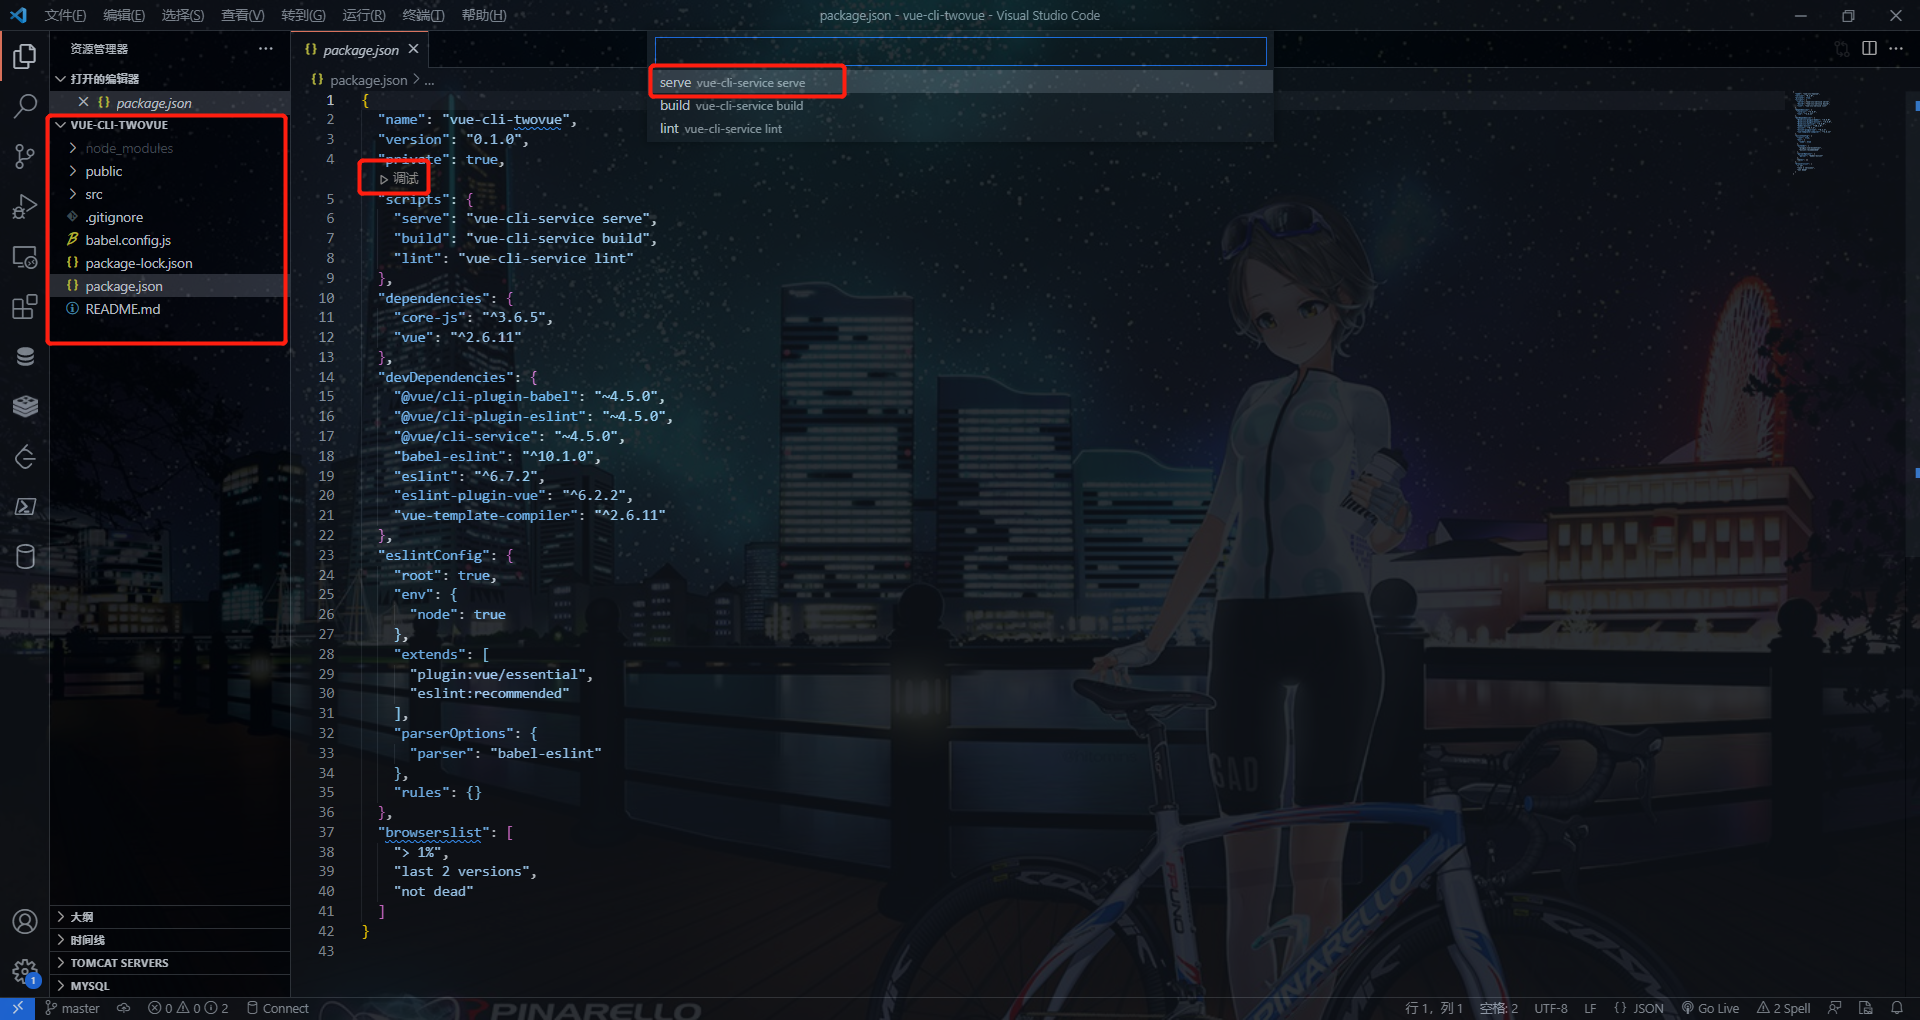 文件(F) 编辑(E) 选择(S) 查看(V) 转到(G) 运行(R) 终端(T) 帮助(H)
package.json - vue-cli-twovue - Visual Studio Code
资源管理器
打开的编辑器
package.json
VUE-CLI-TWOVUE
node_modules
public
src
.gitignore
babel.config.js
package-lock.json
package.json
README.md
大纲
时间线
TOMCAT SERVERS
MYSQL
package.json
package.json > ...
serve vue-cli-service serve
build vue-cli-service build
lint vue-cli-service lint
1 {
2 "name": "vue-cli-twovue",
3 "version": "0.1.0",
4 "private": true,
调试
5 "scripts": {
6 "serve": "vue-cli-service serve",
7 "build": "vue-cli-service build",
8 "lint": "vue-cli-service lint"
9 },
10 "dependencies": {
11 "core-js": "^3.6.5",
12 "vue": "^2.6.11"
13 },
14 "devDependencies": {
15 "@vue/cli-plugin-babel": "~4.5.0",
16 "@vue/cli-plugin-eslint": "~4.5.0",
17 "@vue/cli-service": "~4.5.0",
18 "babel-eslint": "^10.1.0",
19 "eslint": "^6.7.2",
20 "eslint-plugin-vue": "^6.2.2",
21 "vue-template-compiler": "^2.6.11"
22 },
23 "eslintConfig": {
24 "root": true,
25 "env": {
26 "node": true
27 },
28 "extends": [
29 "plugin:vue/essential",
30 "eslint:recommended"
31 ],
32 "parserOptions": {
33 "parser": "babel-eslint"
34 },
35 "rules": {}
36 },
37 "browserslist": [
38 "> 1%",
39 "last 2 versions",
40 "not dead"
41 ]
42 }
43
PINARELLO
PINARELLO
1
master 0 0 2 Connect
行 1，列 1 空格: 2 UTF-8 LF {} JSON Go Live 2 Spell